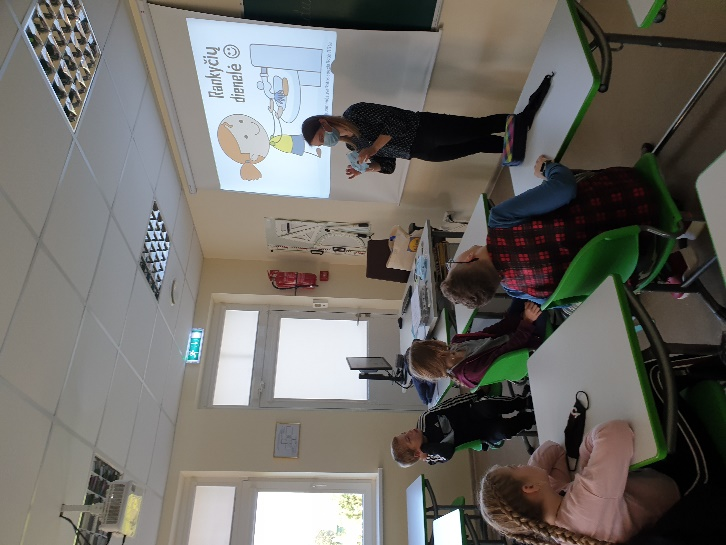 Rankyčių
dienelė ☺